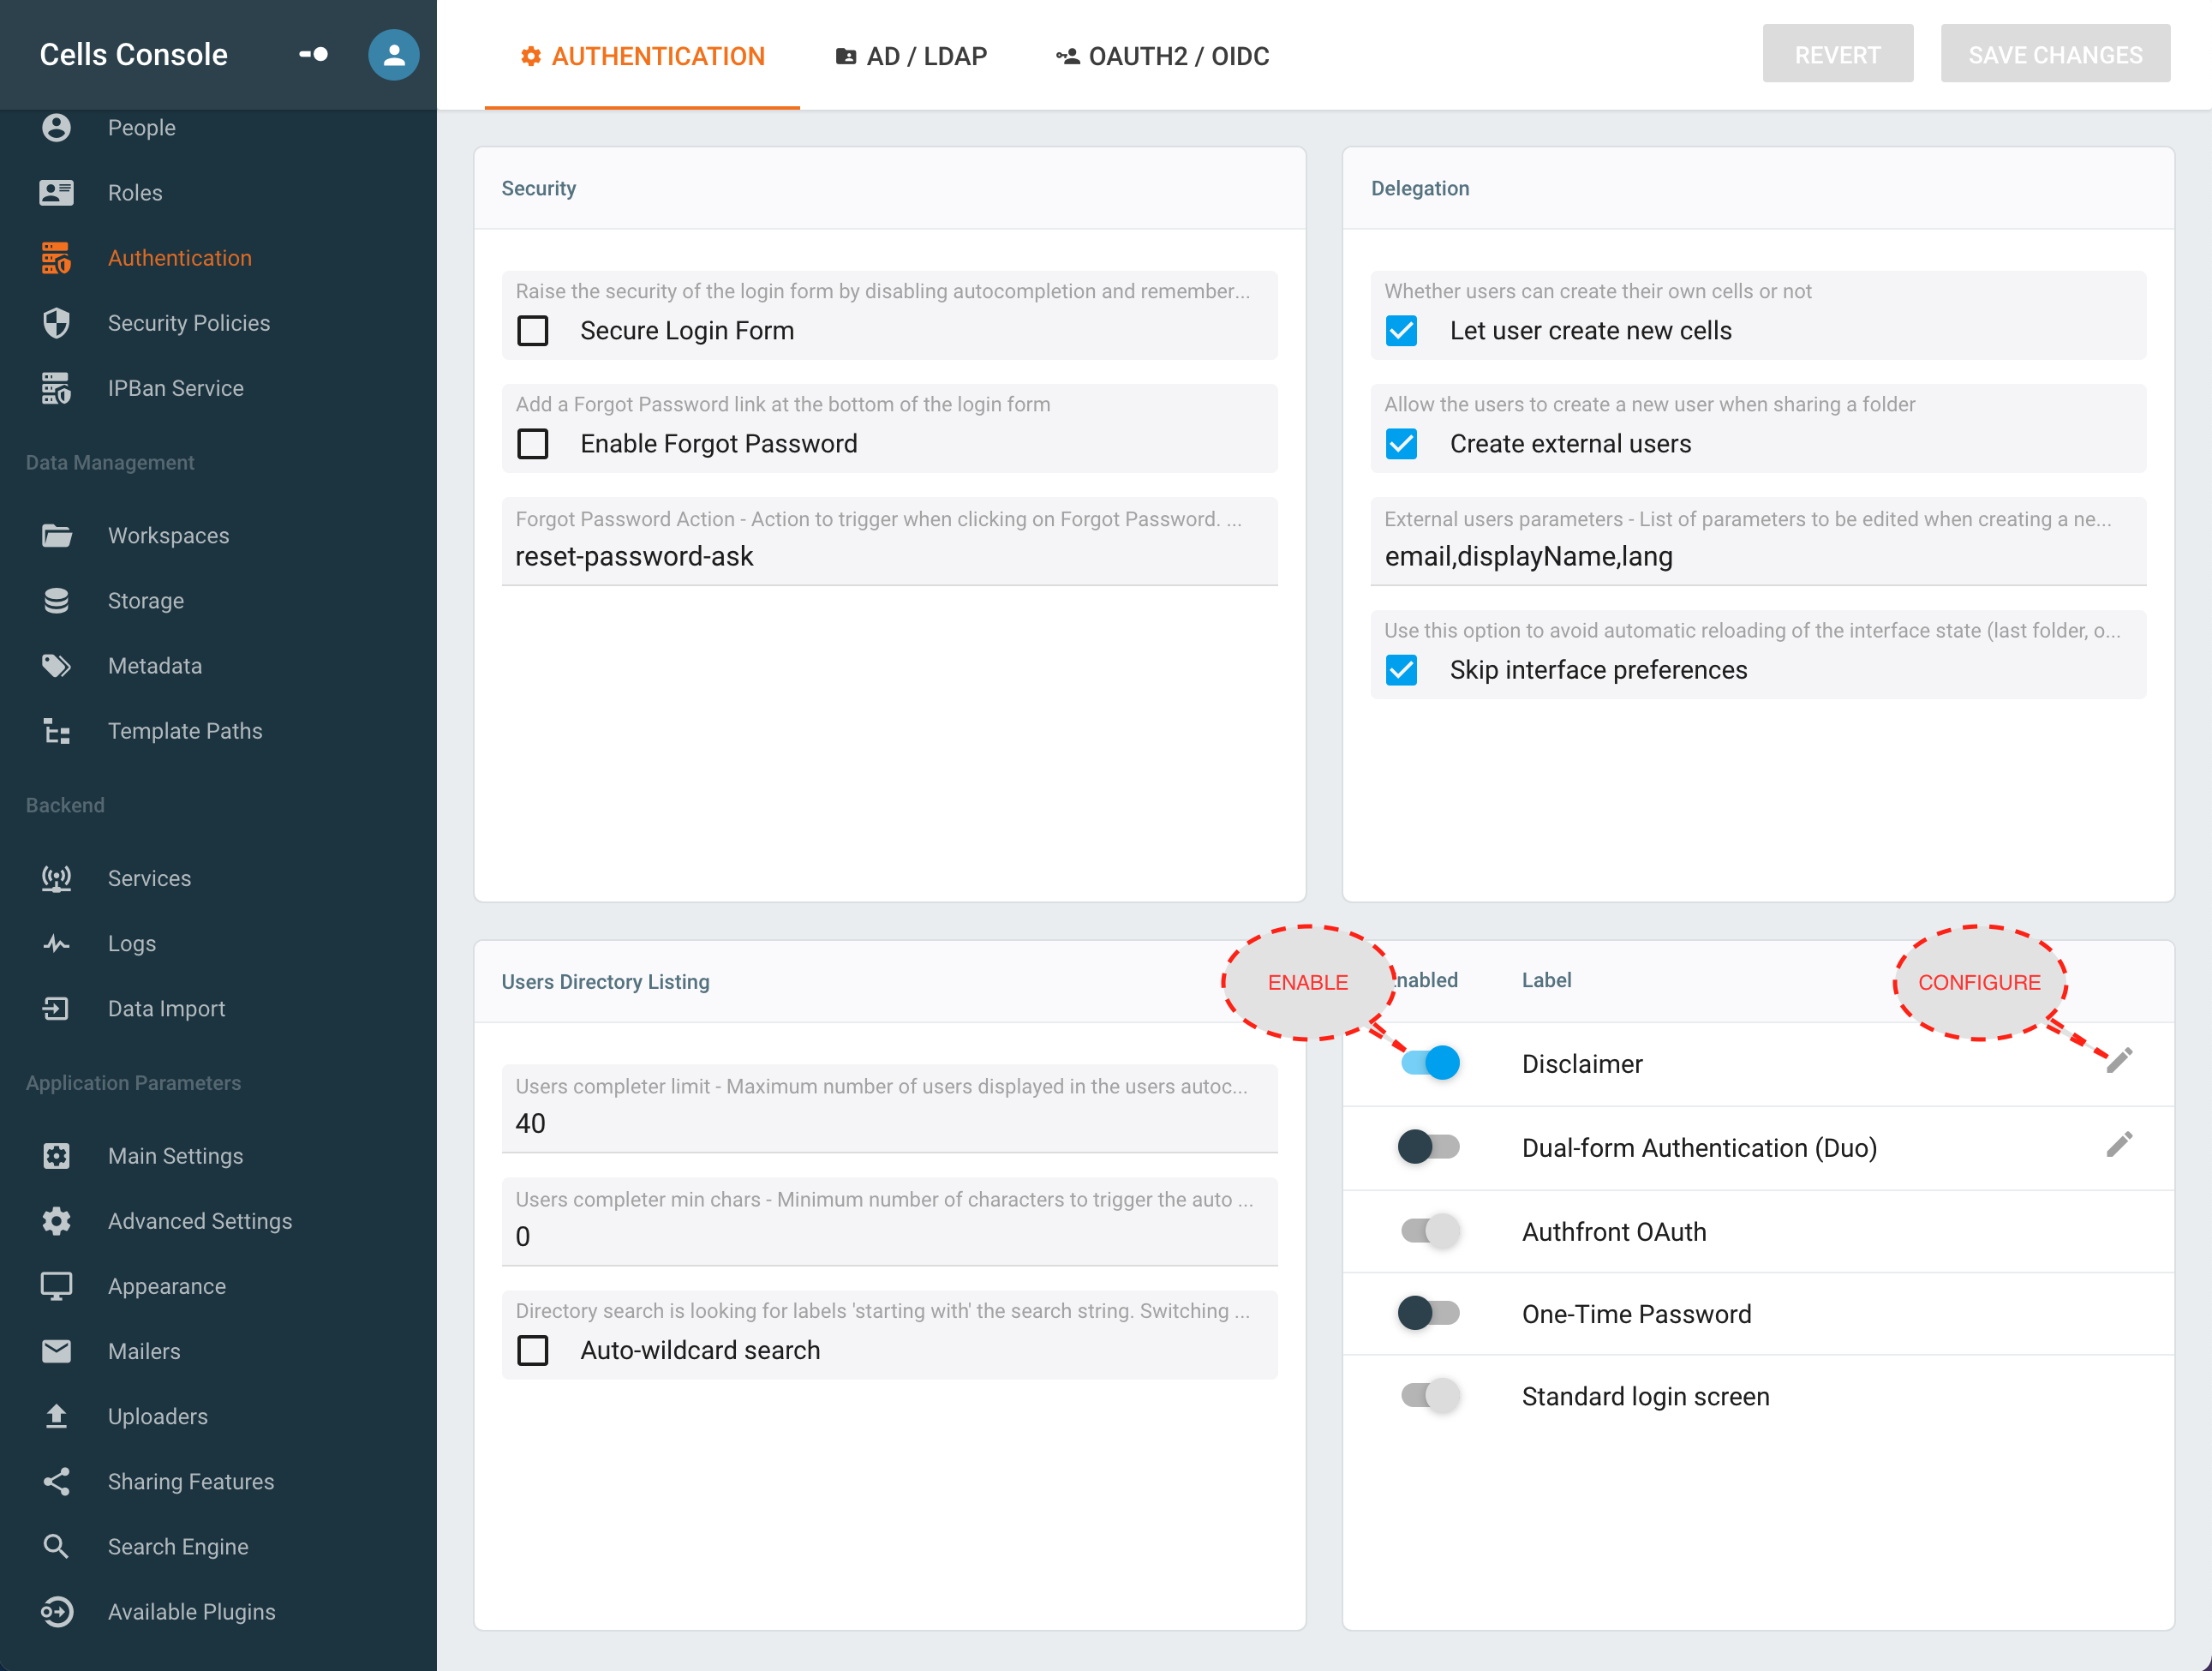 Cells Console
People
Roles
Authentication
Security Policies
IPBan Service
Data Management
Workspaces
Storage
Metadata
Template Paths
Backend
Services
Logs
Data Import
Application Parameters
Main Settings
Advanced Settings
Appearance
Mailers
Uploaders
Sharing Features
Search Engine
Available Plugins
AUTHENTICATION
AD / LDAP
OAUTH2 / OIDC
REVERT
SAVE CHANGES
Security
Raise the security of the login form by disabling autocompletion and remember...
Secure Login Form
Add a Forgot Password link at the bottom of the login form
Enable Forgot Password
Forgot Password Action - Action to trigger when clicking on Forgot Password. ...
reset-password-ask
Delegation
Whether users can create their own cells or not
Let user create new cells
Allow the users to create a new user when sharing a folder
Create external users
External users parameters - List of parameters to be edited when creating a ne...
email,displayName,lang
Use this option to avoid automatic reloading of the interface state (last folder, o...
Skip interface preferences
Users Directory Listing
Users completer limit - Maximum number of users displayed in the users autoc...
40
Users completer min chars - Minimum number of characters to trigger the auto ...
0
Directory search is looking for labels 'starting with' the search string. Switching ...
Auto-wildcard search
ENABLE
nabled
Label
CONFIGURE
Disclaimer
Dual-form Authentication (Duo)
Authfront OAuth
One-Time Password
Standard login screen